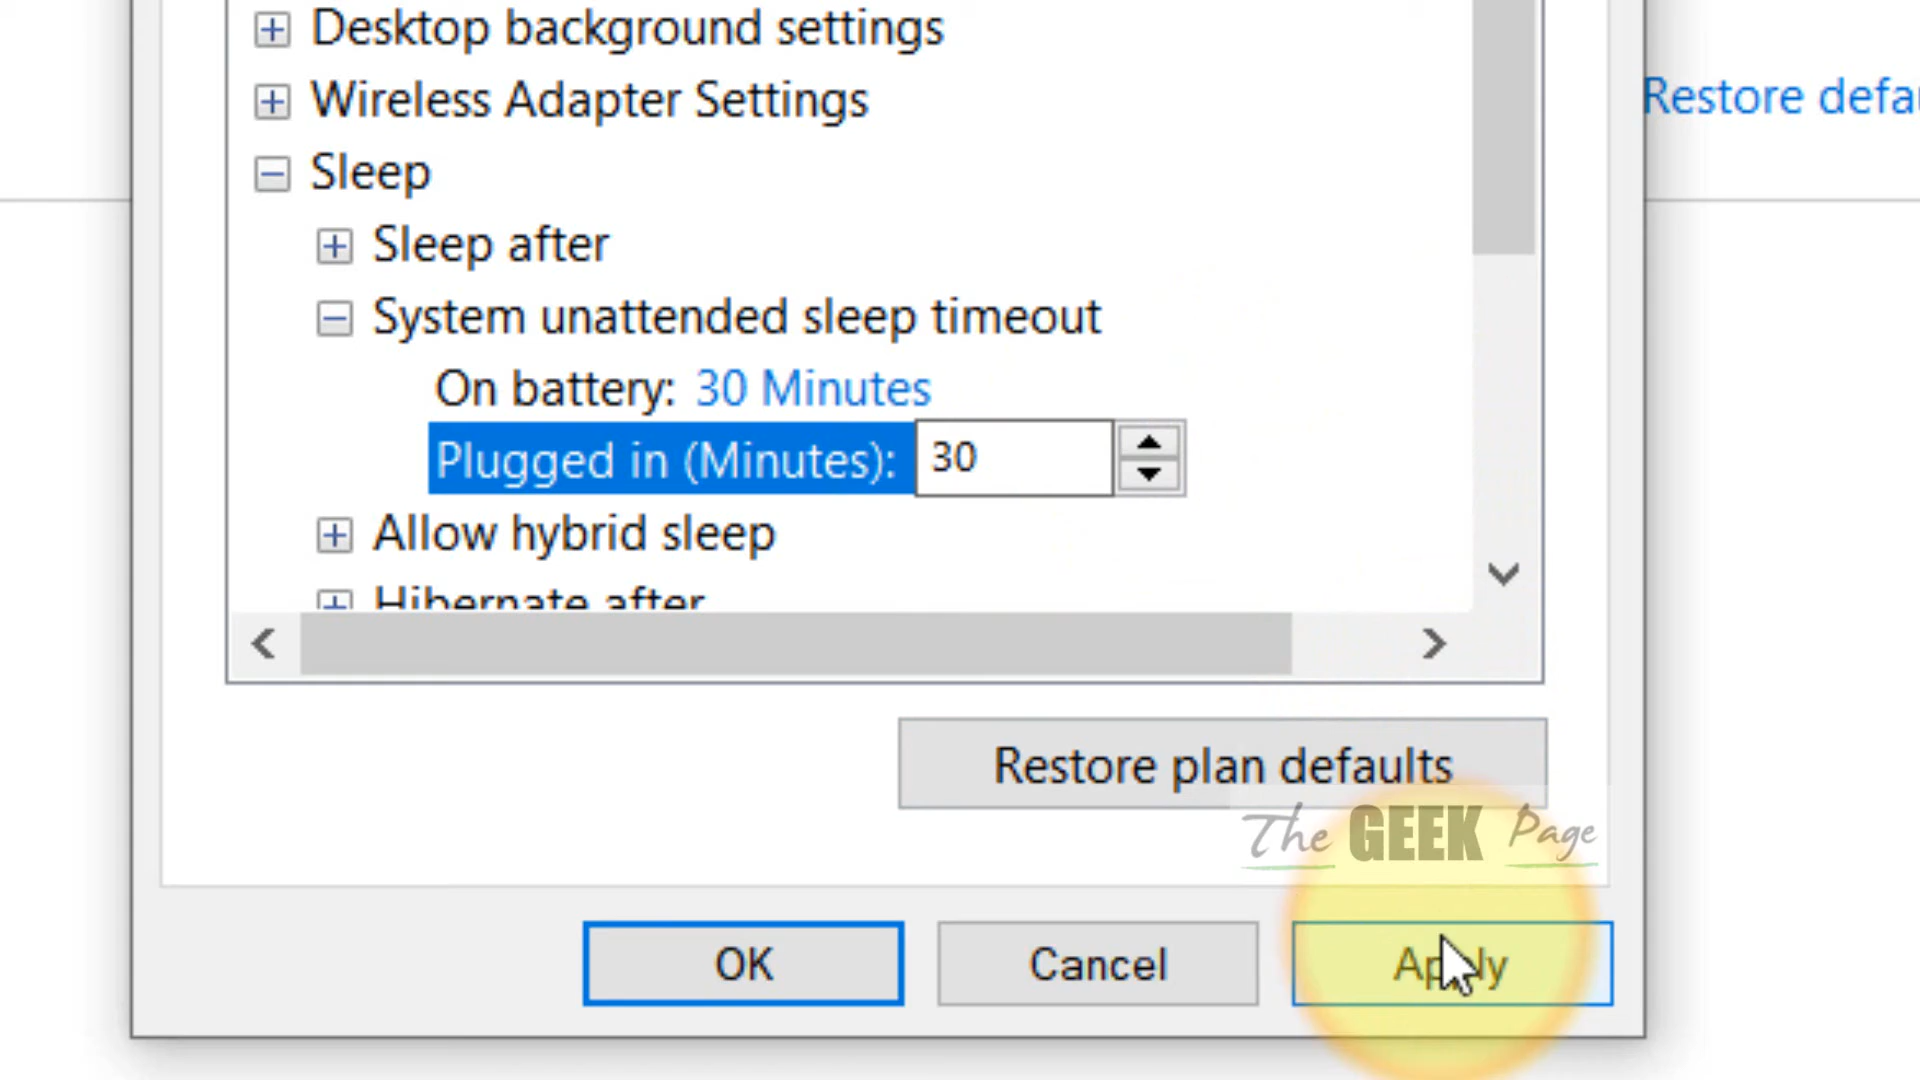 Desktop background settings
Wireless Adapter Settings
Restore defau
Sleep
Sleep after
System unattended sleep timeout
On battery: 30 Minutes
Plugged in (Minutes): 30
Allow hybrid sleep
Hibernate after
Restore plan defaults
The GEEK Page
OK Cancel Apply